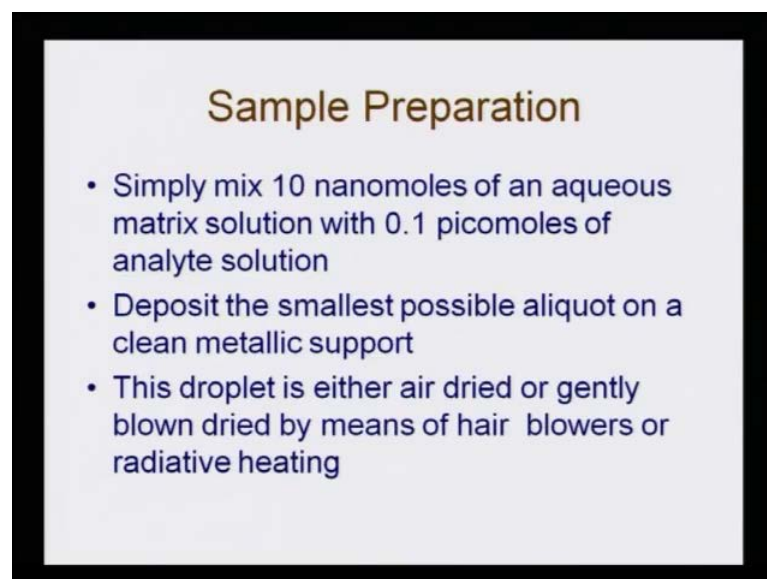 Sample Preparation
• Simply mix 10 nanomoles of an aqueous
matrix solution with 0.1 picomoles of
analyte solution
• Deposit the smallest possible aliquot on a
clean metallic support
• This droplet is either air dried or gently
blown dried by means of hair blowers or
radiative heating